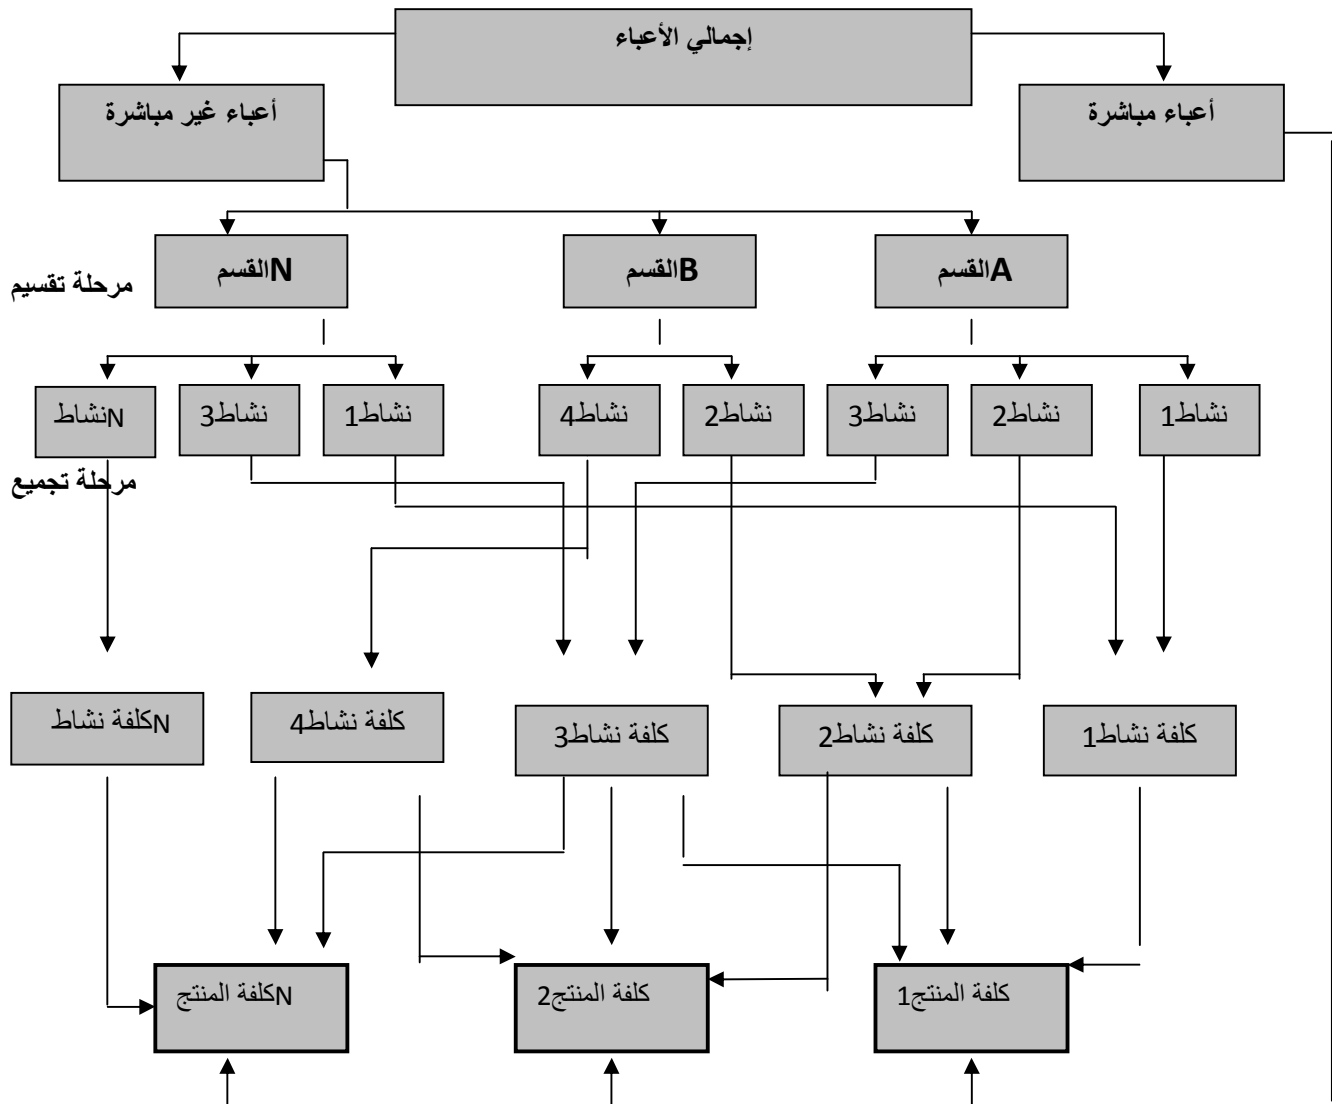 إجمالي الأعباء
أعباء مباشرة
أعباء غير مباشرة
القسمA
القسمB
القسمN
مرحلة تقسيم
نشاط1
نشاط2
نشاط3
نشاط2
نشاط4
نشاط1
نشاط3
نشاطN
مرحلة تجميع
كلفة نشاط1
كلفة نشاط2
كلفة نشاط3
كلفة نشاط4
كلفة نشاطN
كلفة المنتج1
كلفة المنتج2
كلفة المنتجN